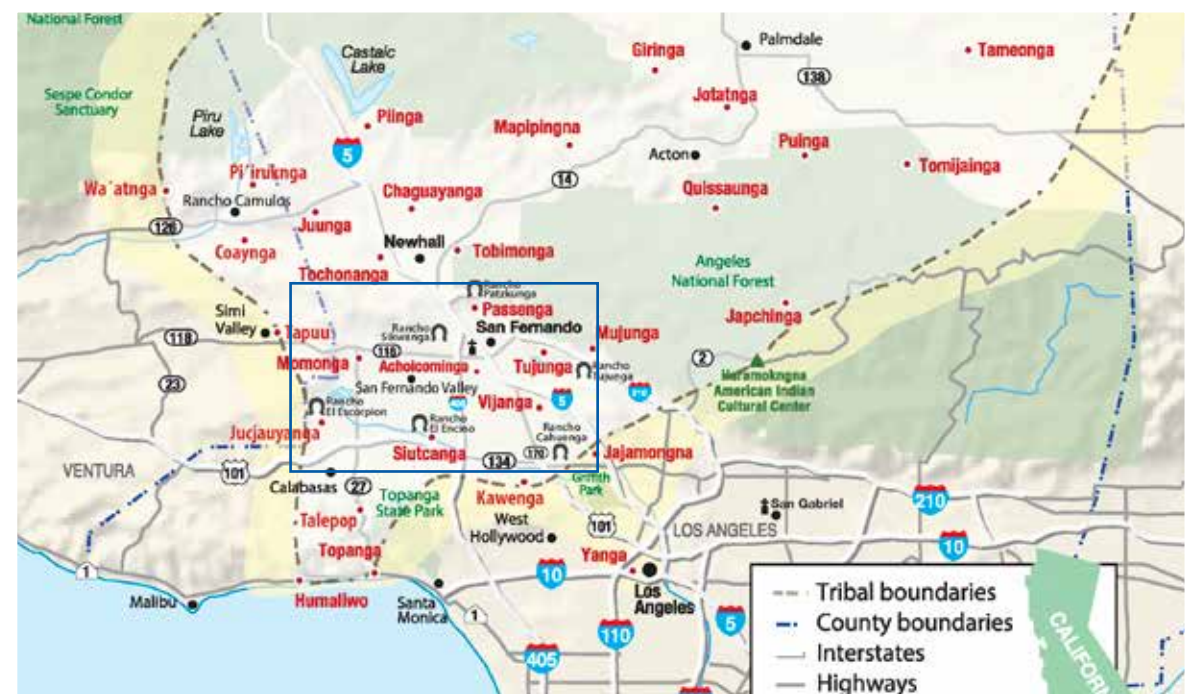 National Forest
Castaic
Lake
Giringa
Palmdale
Tameonga
138
Sespe Condor
Sanctuary
Piru
Lake
Piinga
Jotatnga
Mapipingna
5
Acton
Puinga
Tomijainga
Wa´atnga
Pi´iruknga
14
Chaguayanga
Quissaunga
Rancho Camulos
126
Juunga
Coaynga
Newhall
Tobimonga
Tochonanga
Angeles
National Forest
Rancho
Patzkunga
Simi
Valley
Tapuu
Passenga
Japchinga
118
Rancho
San Fernando
Mujunga
Momonga
118
Acholcominga
Tujunga
Rancho
2
23
San Fernando Valley
Haramokngna
American Indian
Cultural Center
Rancho
El Escorpion
405
Vijanga
5
210
Jucjauyanga
Rancho
El Encino
Rancho
Cahuenga
Siutcanga
134
170
Jajamongna
VENTURA
101
Calabasas
27
Topanga
State Park
Kawenga
Griffith
Park
Talepop
West
Hollywood
101
San Gabriel
210
LOS ANGELES
10
Topanga
Yanga
10
1
Malibu
Humaliwo
Santa
Monica
1
Los
Angeles
110
5
405
Tribal boundaries
County boundaries
Interstates
Highways
CALIFOR